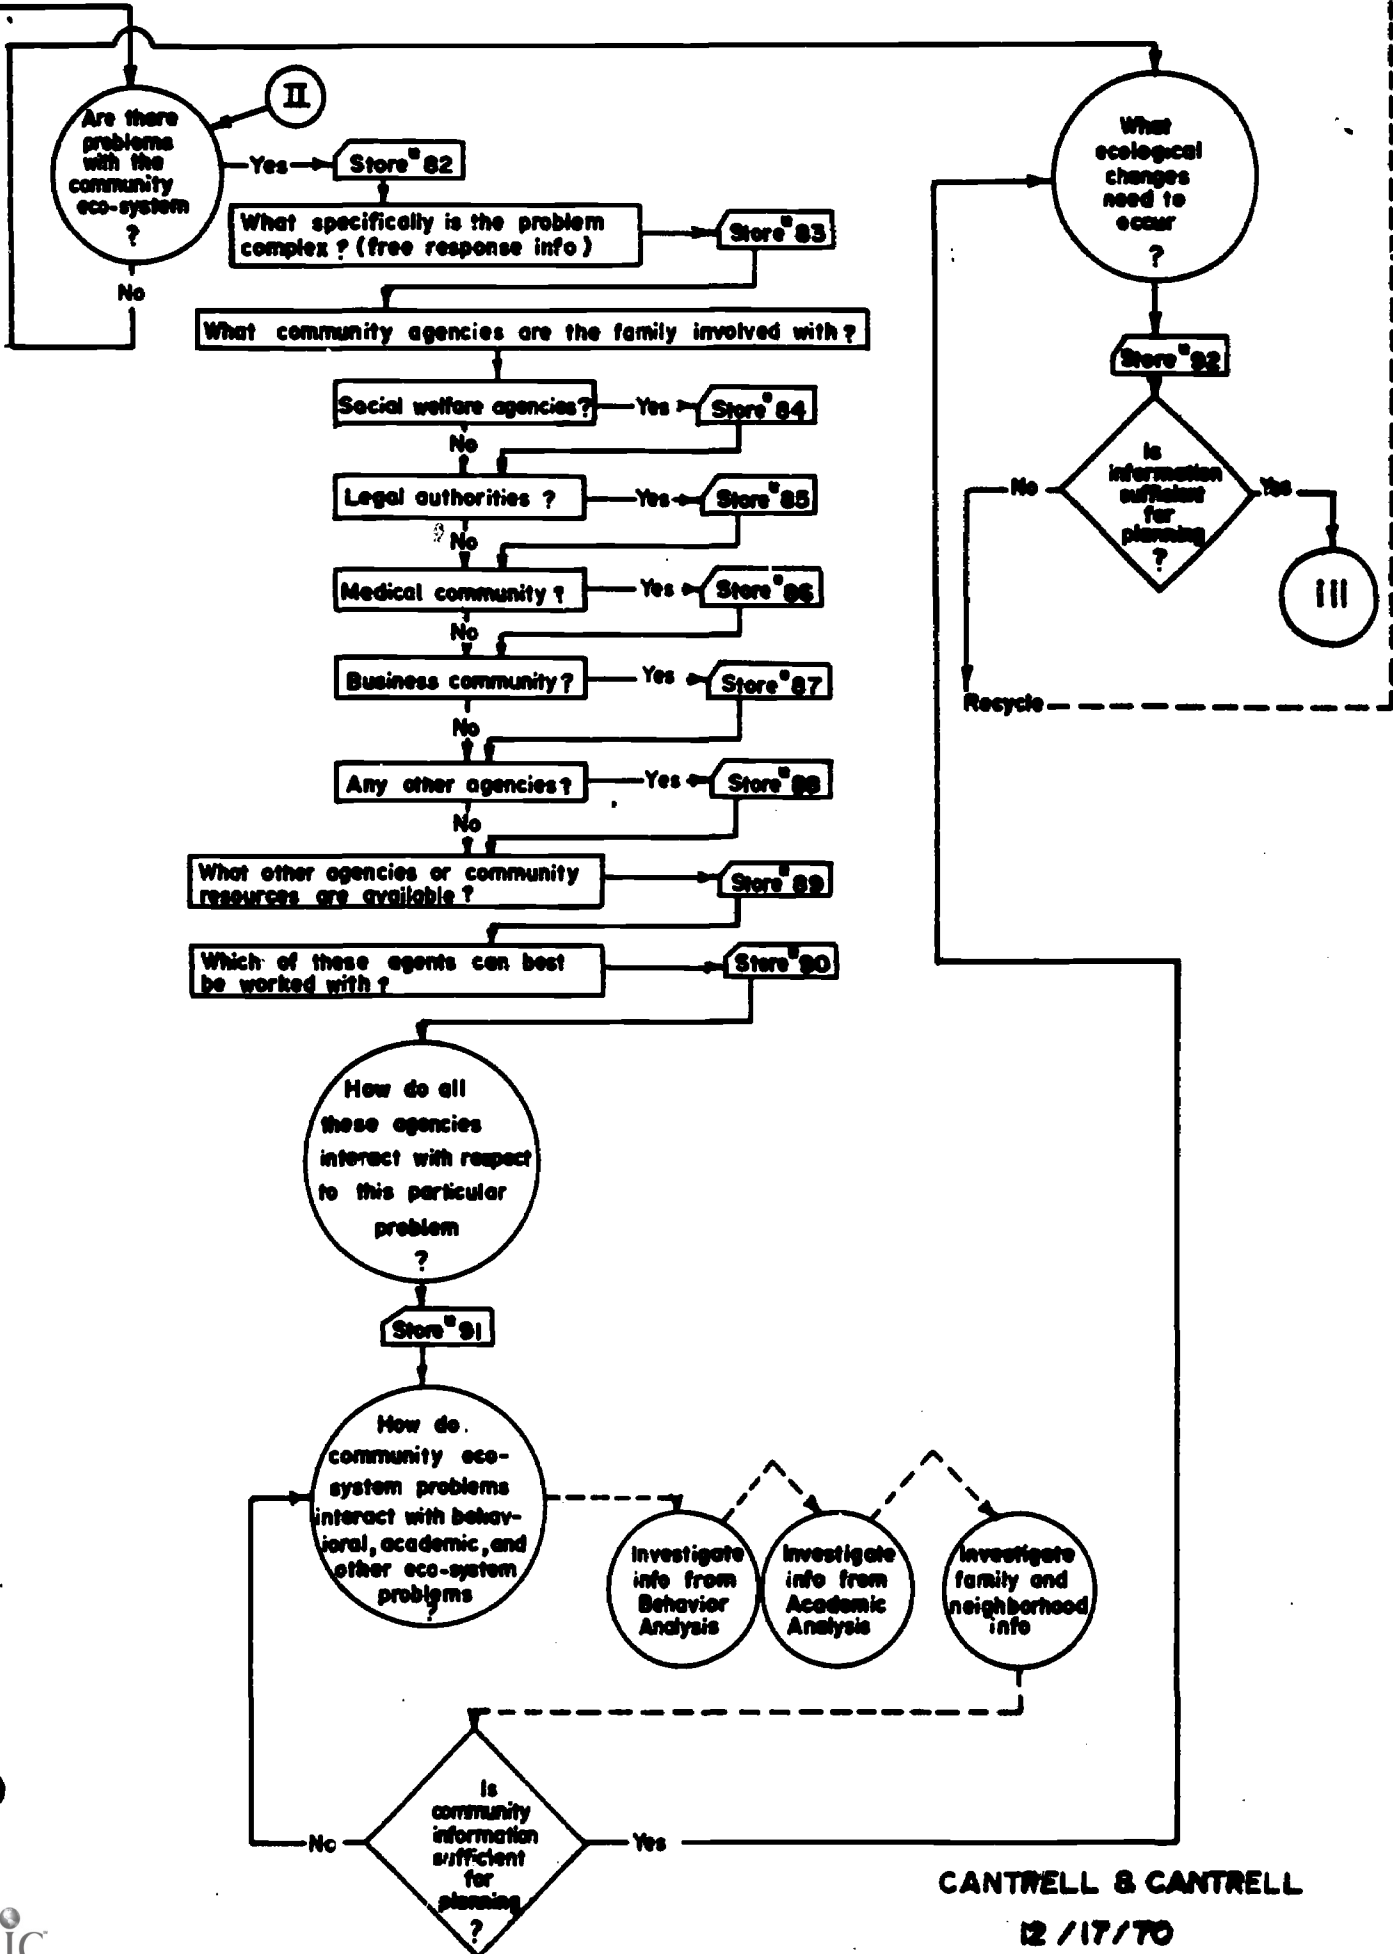 Are there
problems
with the
community
eco-system
?
II
Yes
Store#82
No
What specifically is the problem
complex? (free response info)
Store#83
What community agencies are the family involved with?
Social welfare agencies?
Yes
Store#84
No
Legal authorities ?
Yes
Store#85
No
Medical community?
Yes
Store#86
No
Business community?
Yes
Store#87
No
Any other agencies?
Yes
Store#88
No
What other agencies or community
resources are available?
Store#89
Which of these agents can best
be worked with?
Store#90
How do all
these agencies
interact with respect
to this particular
problem
?
Store#91
How do
community eco-
system problems
interact with behav-
ioral, academic, and
other eco-system
problems
?
Investigate
info from
Behavior
Analysis
Investigate
info from
Academic
Analysis
Investigate
family and
neighborhood
info
Is
community
information
sufficient
for
planning
?
No
Yes
What
ecological
changes
need to
occur
?
Store#92
Is
information
sufficient
for
planning
?
No
Yes
III
Recycle
CANTRELL & CANTRELL
12/17/70
IC